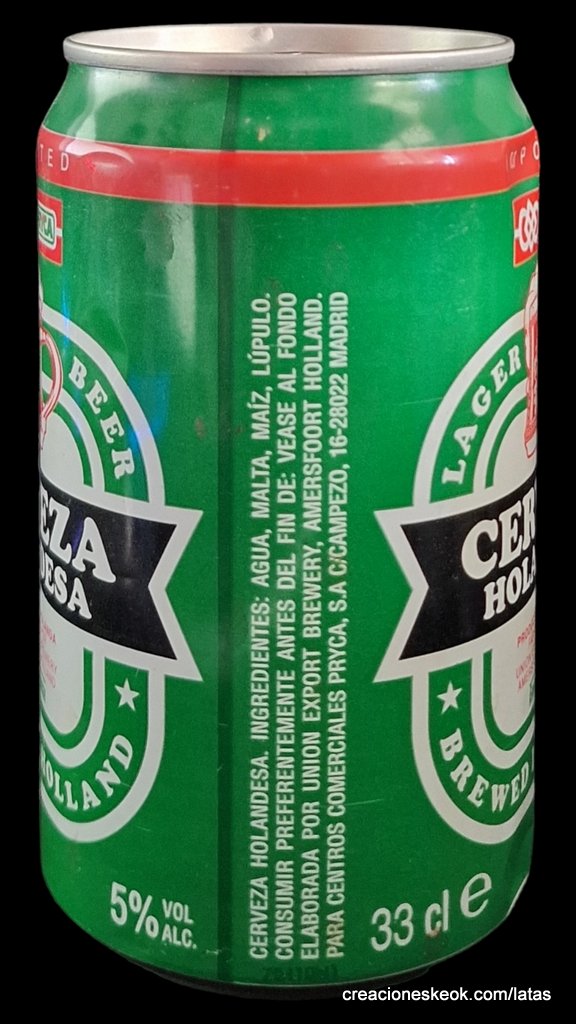 TED
BEER
EZA
DESA
HOLLAND
5% VOL
ALC.
CERVEZA HOLANDESA. INGREDIENTES: AGUA, MALTA, MAÍZ, LÚPULO.
CONSUMIR PREFERENTEMENTE ANTES DEL FIN DE: VEASE AL FONDO
ELABORADA POR UNION EXPORT BREWERY, AMERSFOORT HOLLAND.
PARA CENTROS COMERCIALES PRYCA, S.A C/CAMPEZO, 16-28022 MADRID
LAGER
CER
HOLA
BREWED
33 cl e
creacioneskeok.com/latas